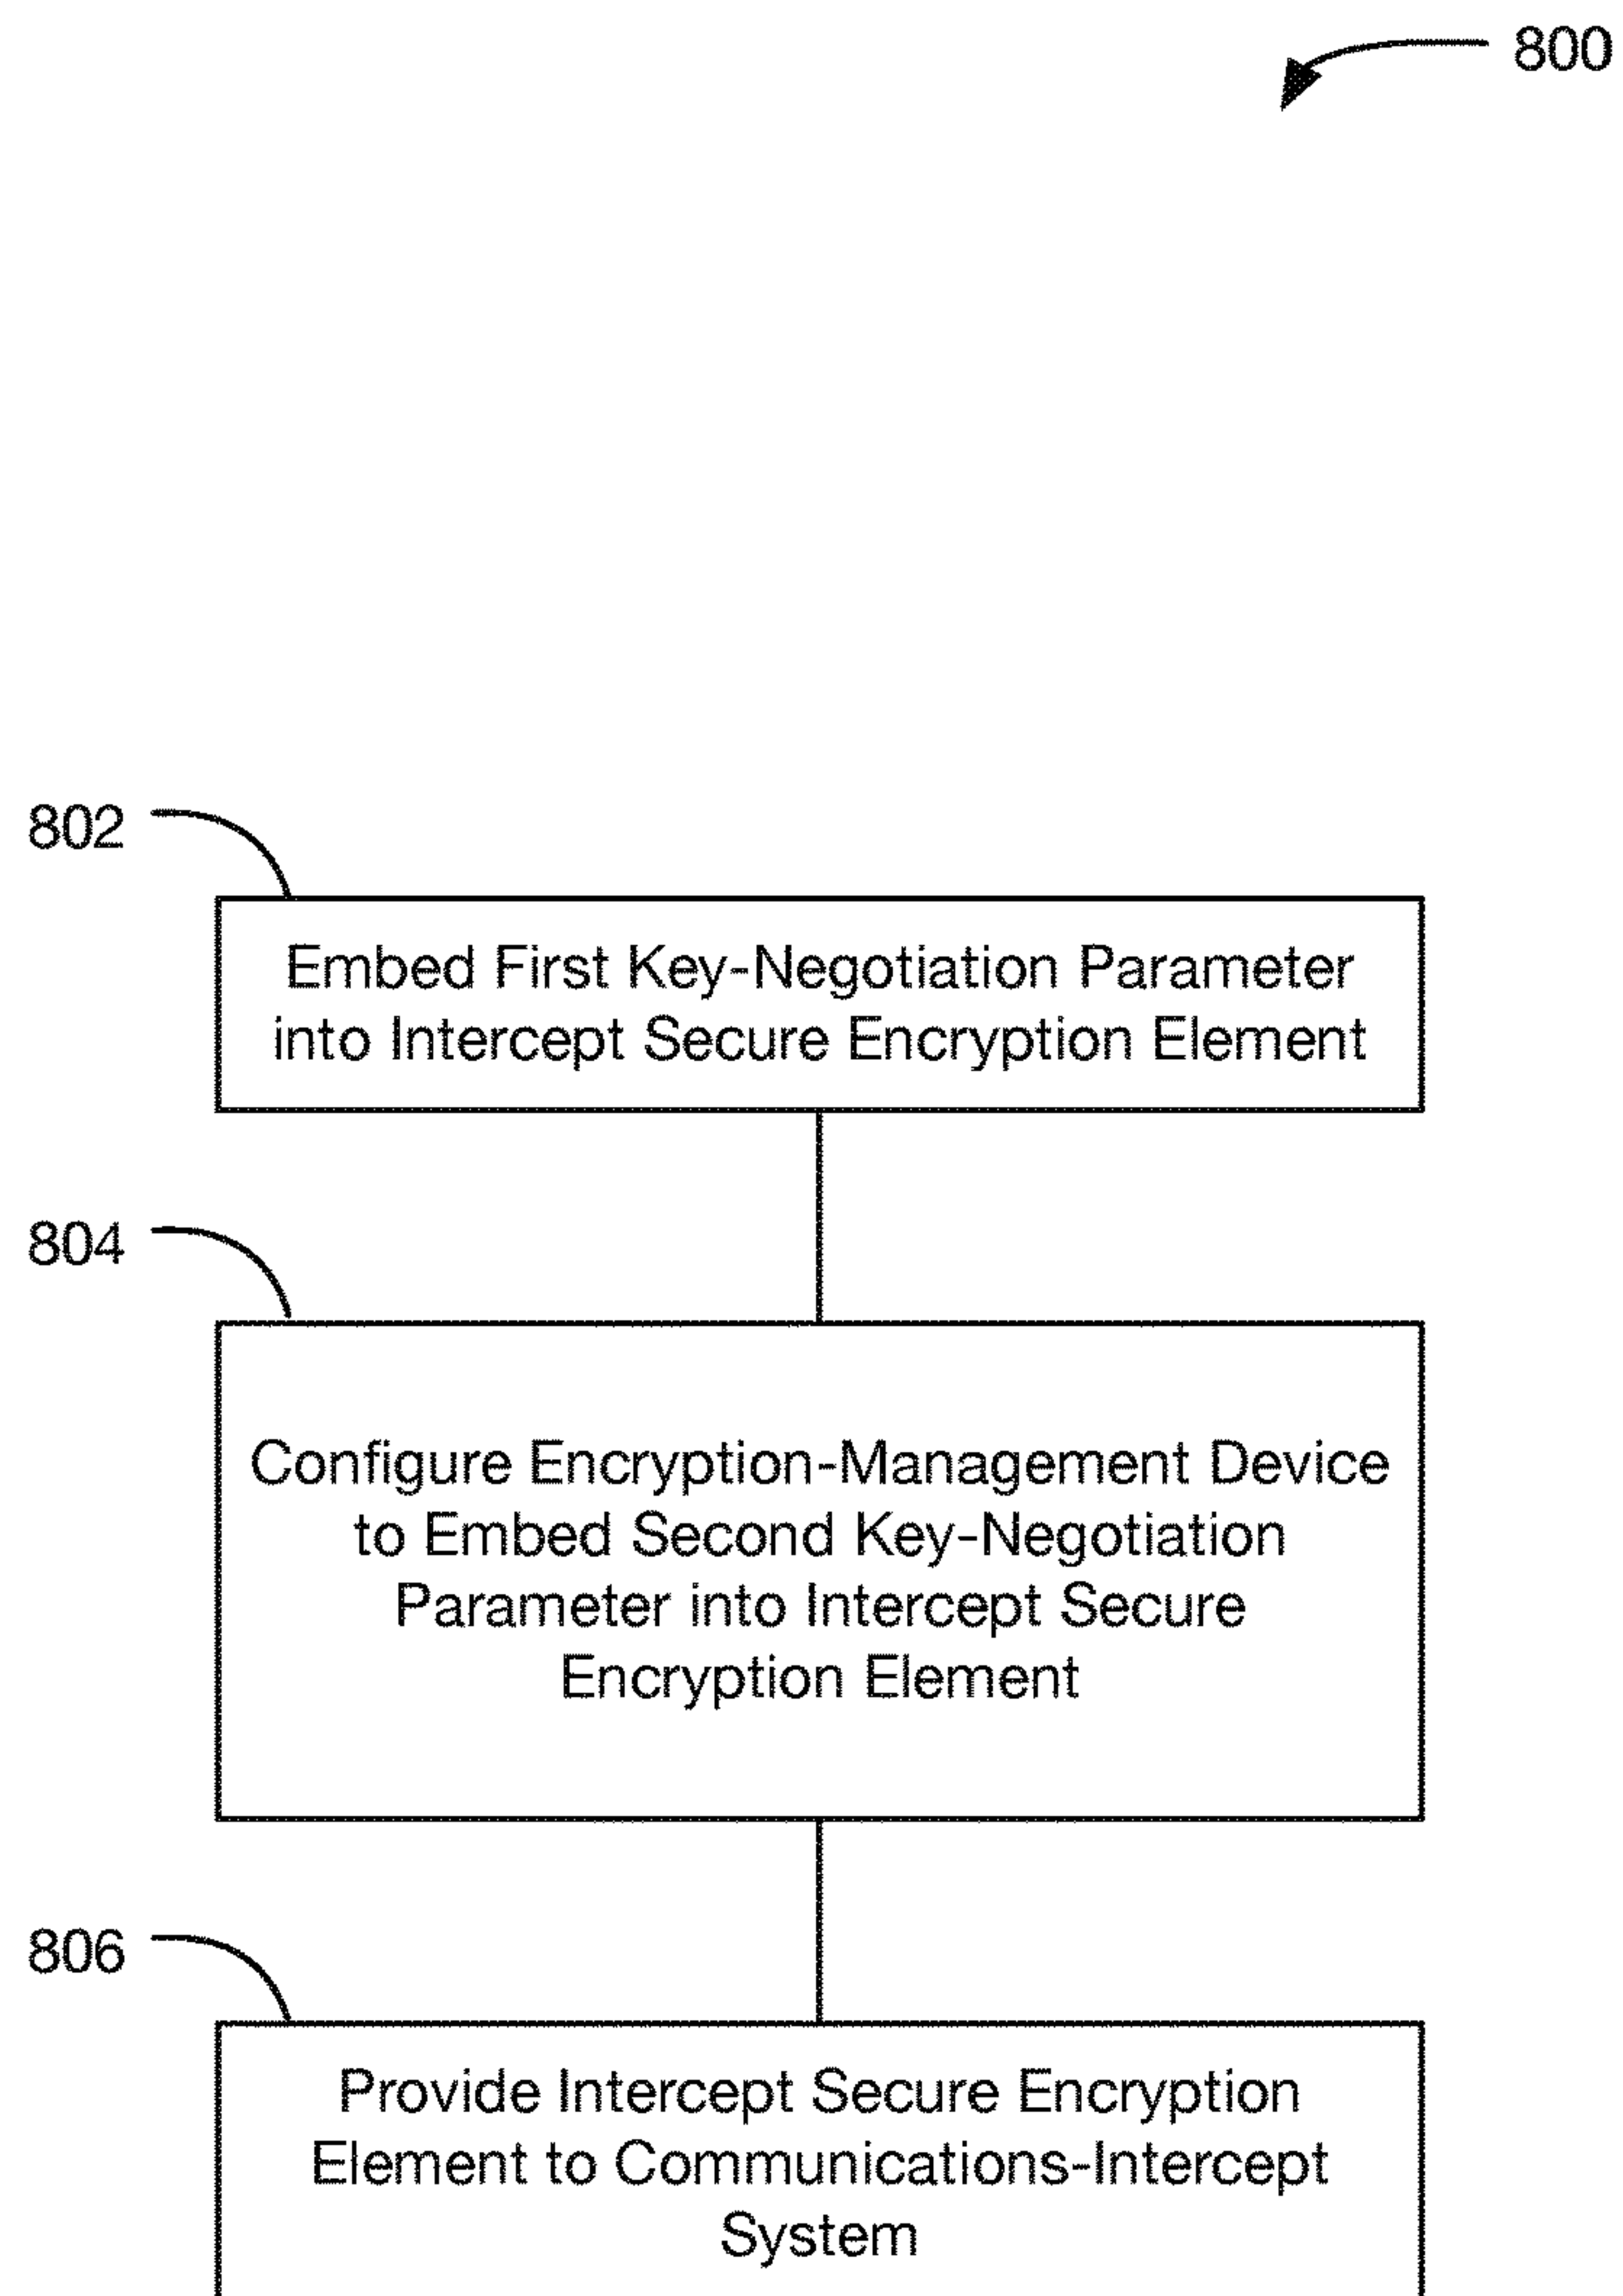 800
802
Embed First Key-Negotiation Parameter
into Intercept Secure Encryption Element
804
Configure Encryption-Management Device
to Embed Second Key-Negotiation
Parameter into Intercept Secure
Encryption Element
806
Provide Intercept Secure Encryption
Element to Communications-Intercept
System